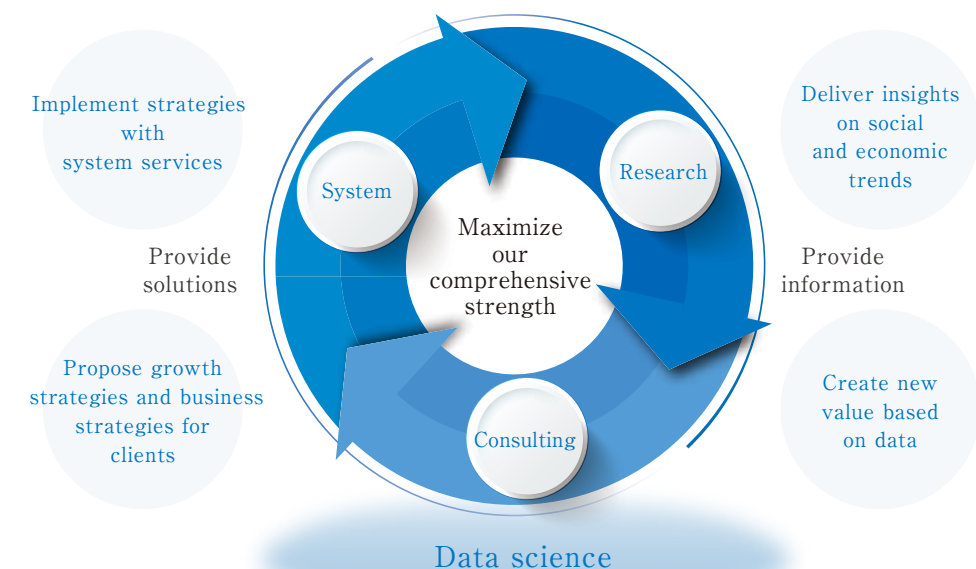 Implement strategies
with
system services
Deliver insights
on social
and economic
trends
System
Research
Maximize
our
comprehensive
strength
Provide
solutions
Provide
information
Propose growth
strategies and business
strategies for
clients
Create new
value based
on data
Consulting
Data science